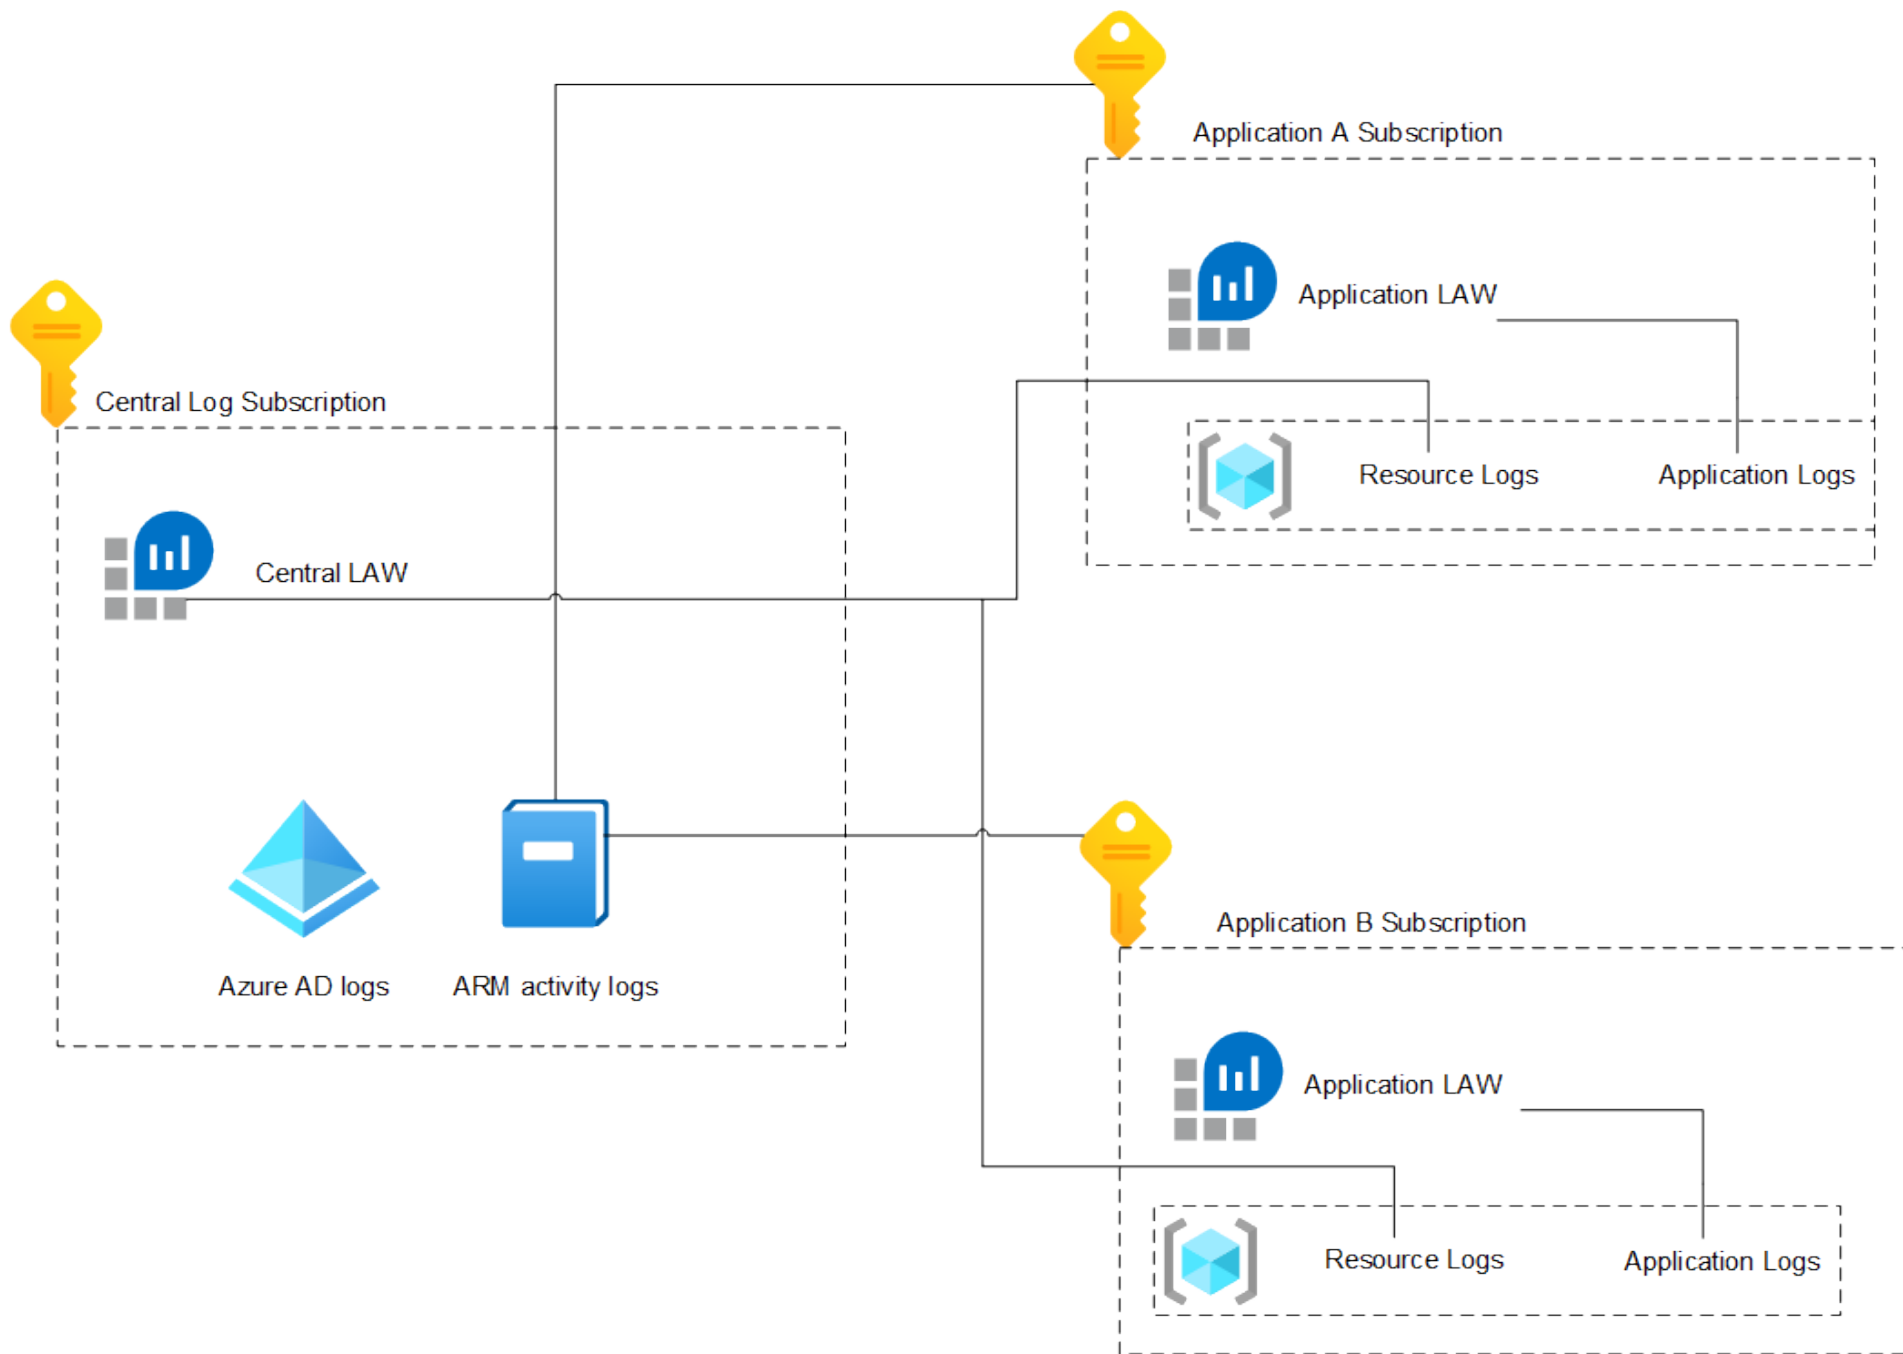 Application A Subscription
Application LAW
Central Log Subscription
Resource Logs
Application Logs
Central LAW
Application B Subscription
Azure AD logs
ARM activity logs
Application LAW
Resource Logs
Application Logs